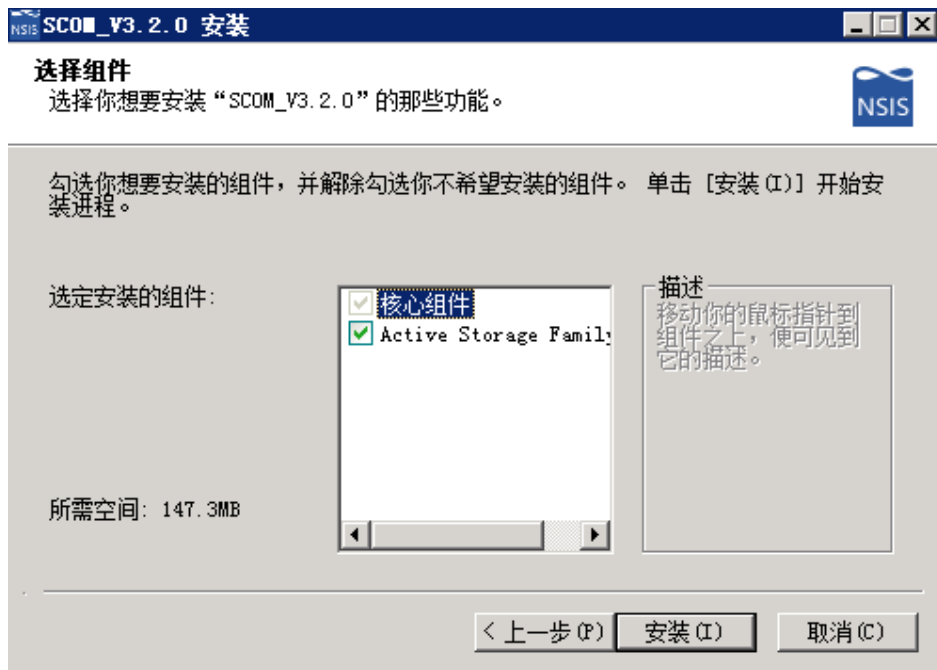 NSIS SCOM_V3.2.0 安装
选择组件
选择你想要安装“SCOM_V3.2.0”的那些功能。
NSIS
勾选你想要安装的组件，并解除勾选你不希望安装的组件。 单击 [安装(I)] 开始安
装进程。
选定安装的组件:
核心组件
Active Storage Family
描述
移动你的鼠标指针到
组件之上，便可见到
它的描述。
所需空间: 147.3MB
< 上一步(P)
安装(I)
取消(C)